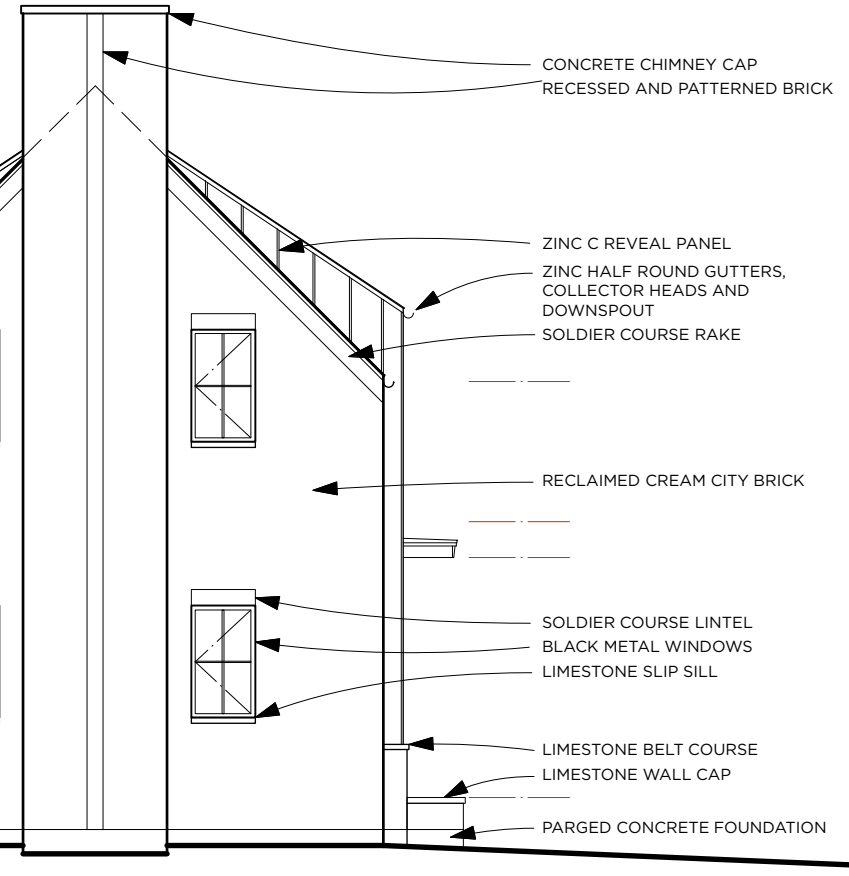 CONCRETE CHIMNEY CAP
RECESSED AND PATTERNED BRICK
ZINC C REVEAL PANEL
ZINC HALF ROUND GUTTERS,
COLLECTOR HEADS AND
DOWNSPOUT
SOLDIER COURSE RAKE
RECLAIMED CREAM CITY BRICK
SOLDIER COURSE LINTEL
BLACK METAL WINDOWS
LIMESTONE SLIP SILL
LIMESTONE BELT COURSE
LIMESTONE WALL CAP
PARGED CONCRETE FOUNDATION